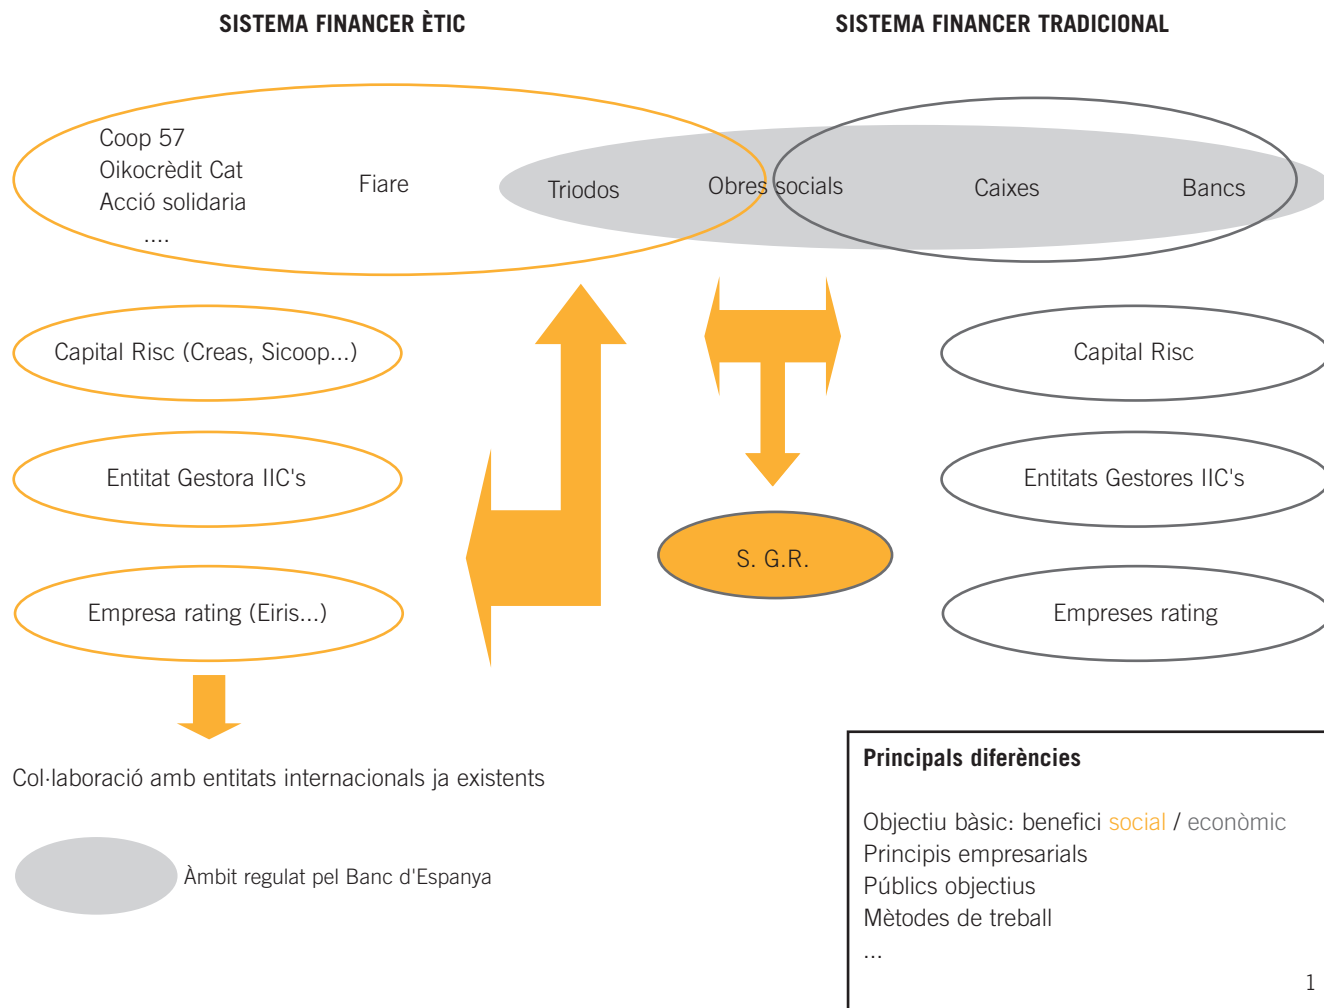 SISTEMA FINANCER ÈTIC
SISTEMA FINANCER TRADICIONAL
Coop 57
Oikocrèdit Cat
Acció solidaria
....
Fiare
Triodos
Obres socials
Caixes
Bancs
Capital Risc (Creas, Sicoop...)
Capital Risc
Entitat Gestora IIC's
Entitats Gestores IIC's
S. G.R.
Empresa rating (Eiris...)
Empreses rating
Col·laboració amb entitats internacionals ja existents
Àmbit regulat pel Banc d'Espanya
Principals diferències
Objectiu bàsic: benefici social / econòmic
Principis empresarials
Públics objectius
Mètodes de treball
...
1